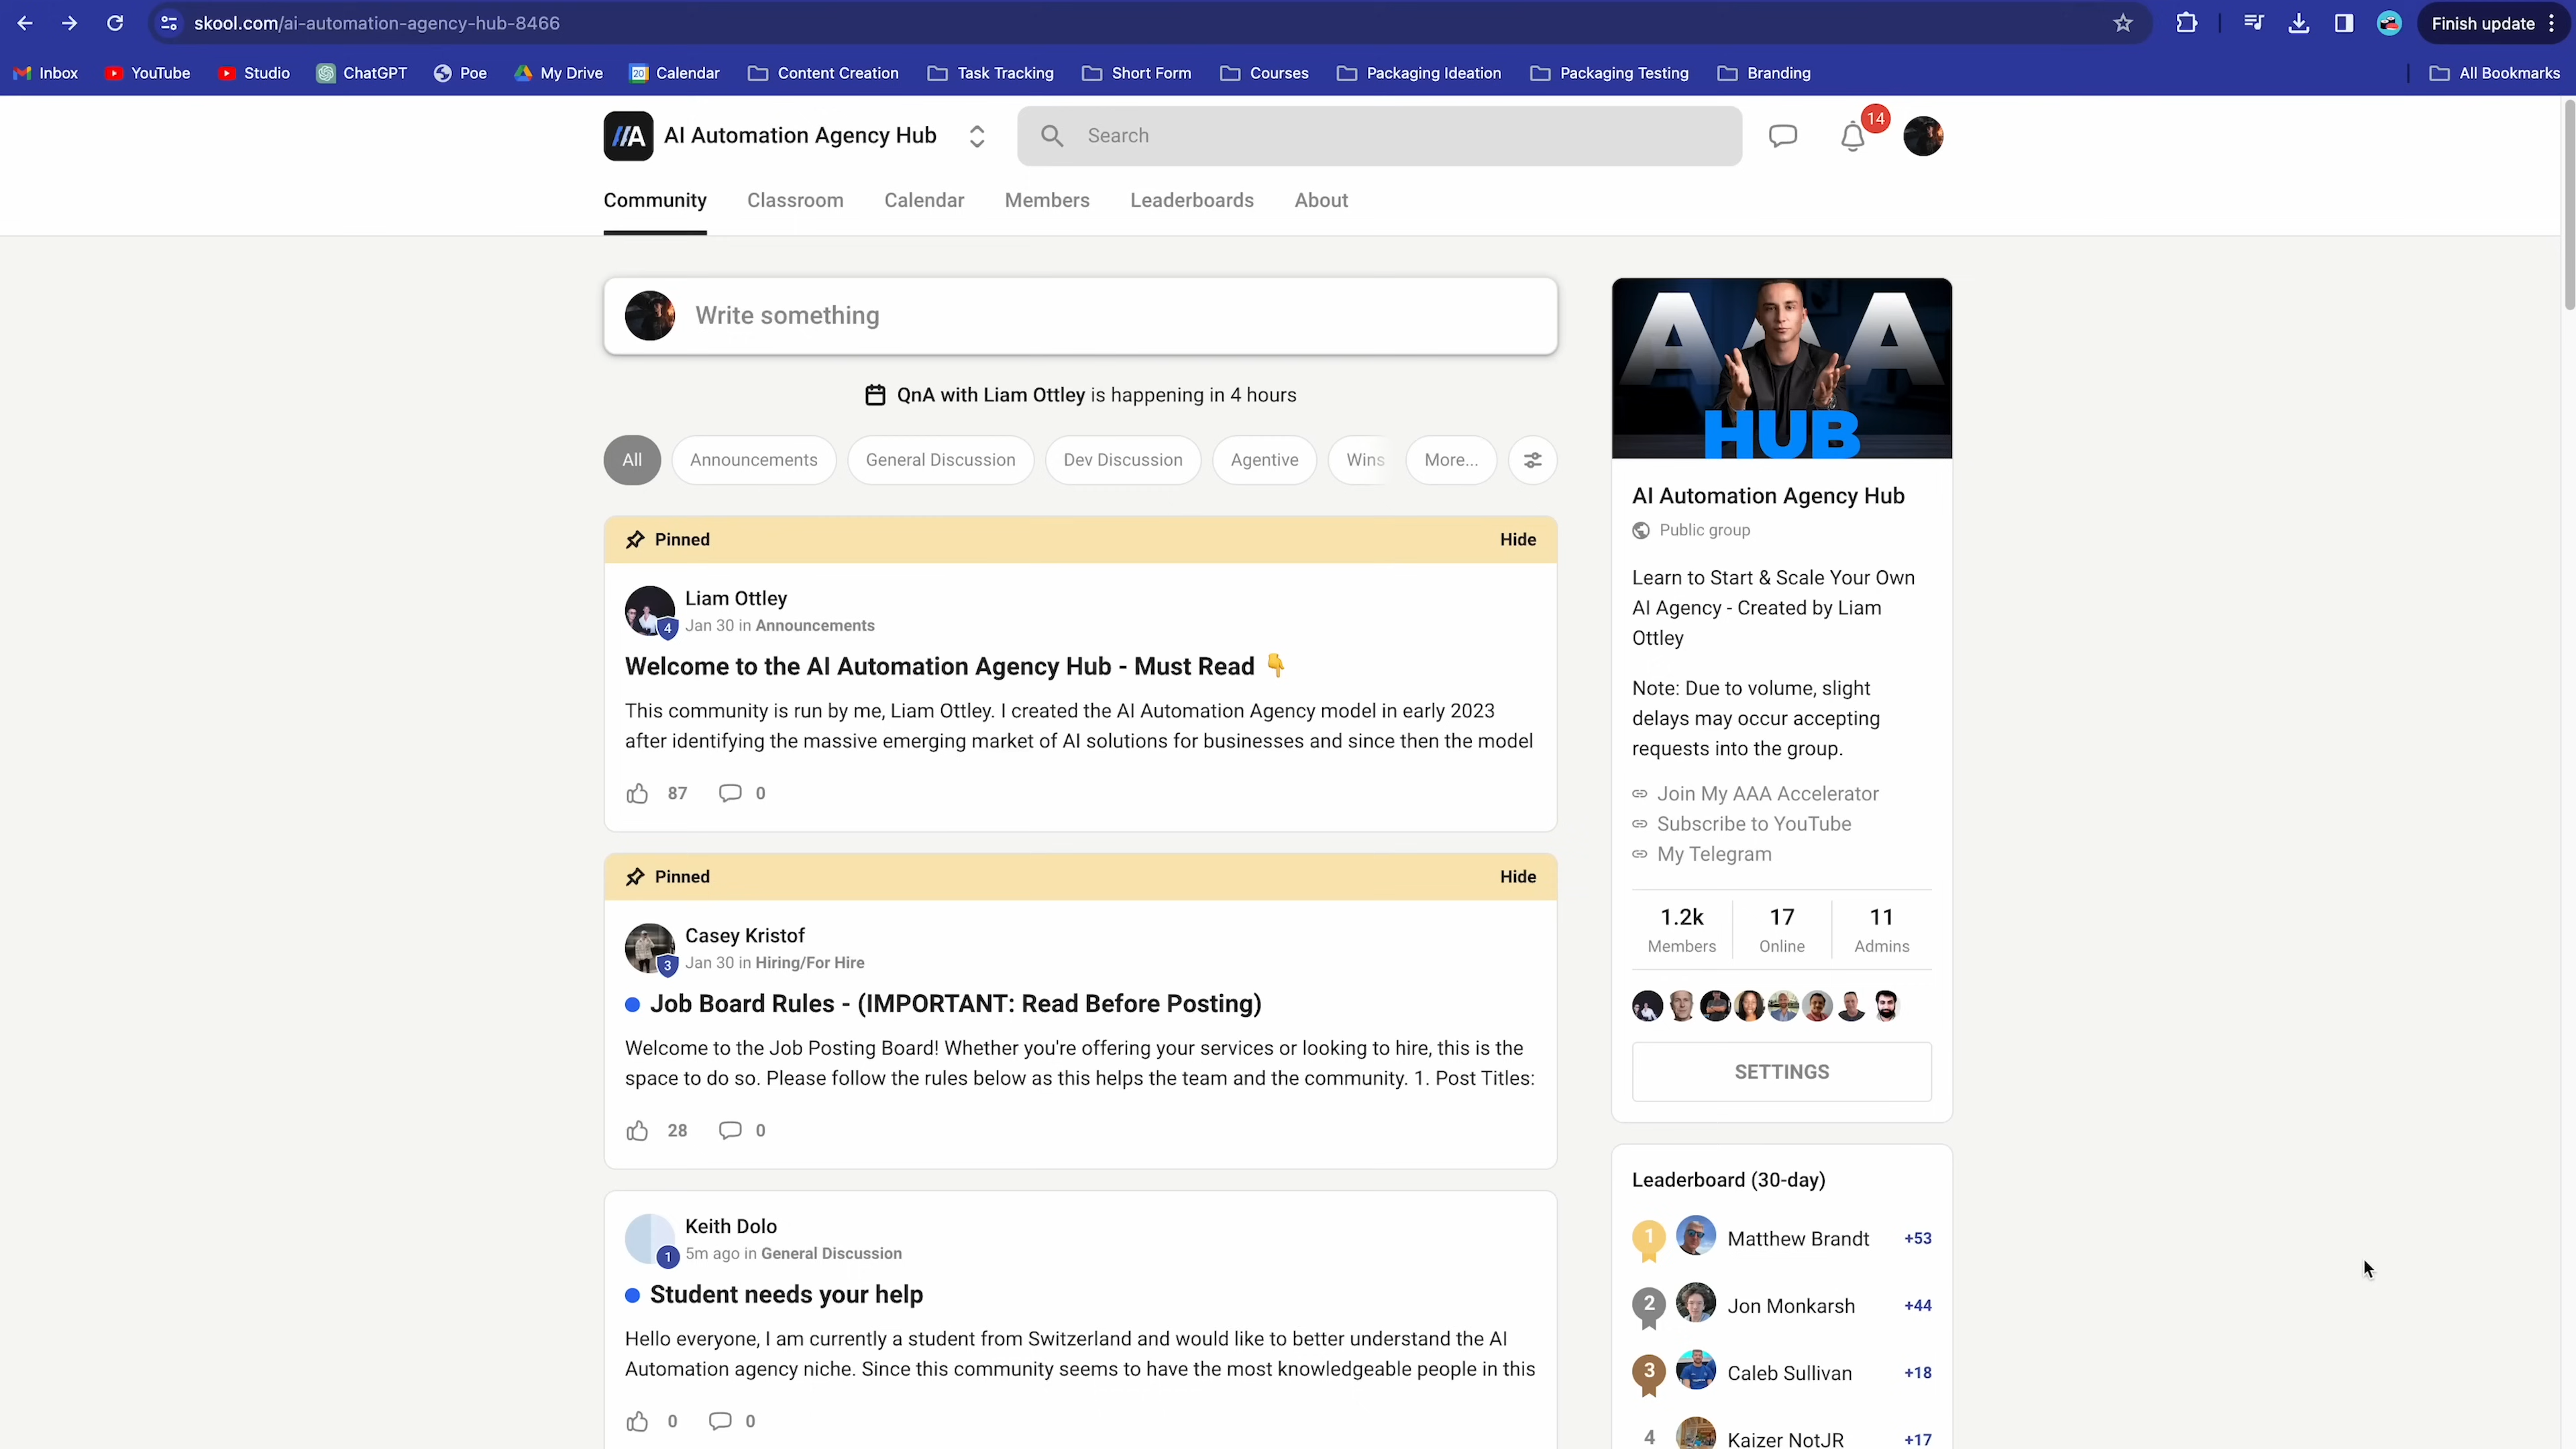 skool.com/ai-automation-agency-hub-8466
Finish update
Inbox YouTube Studio ChatGPT Poe My Drive 20 Calendar Content Creation Task Tracking Short Form Courses Packaging Ideation Packaging Testing Branding All Bookmarks
//A AI Automation Agency Hub Search 14
Community Classroom Calendar Members Leaderboards About
Write something
QnA with Liam Ottley is happening in 4 hours
All Announcements General Discussion Dev Discussion Agentive Wins More...
Pinned Hide
Liam Ottley
4 Jan 30 in Announcements
Welcome to the AI Automation Agency Hub - Must Read 👇
This community is run by me, Liam Ottley. I created the AI Automation Agency model in early 2023
after identifying the massive emerging market of AI solutions for businesses and since then the model
87 0
Pinned Hide
Casey Kristof
3 Jan 30 in Hiring/For Hire
Job Board Rules - (IMPORTANT: Read Before Posting)
Welcome to the Job Posting Board! Whether you're offering your services or looking to hire, this is the
space to do so. Please follow the rules below as this helps the team and the community. 1. Post Titles:
28 0
Keith Dolo
1 5m ago in General Discussion
Student needs your help
Hello everyone, I am currently a student from Switzerland and would like to better understand the AI
Automation agency niche. Since this community seems to have the most knowledgeable people in this
0 0
AAA
HUB
AI Automation Agency Hub
Public group
Learn to Start & Scale Your Own
AI Agency - Created by Liam
Ottley
Note: Due to volume, slight
delays may occur accepting
requests into the group.
Join My AAA Accelerator
Subscribe to YouTube
My Telegram
1.2k 17 11
Members Online Admins
SETTINGS
Leaderboard (30-day)
1 Matthew Brandt +53
2 Jon Monkarsh +44
3 Caleb Sullivan +18
4 Kaizer NotJR +17